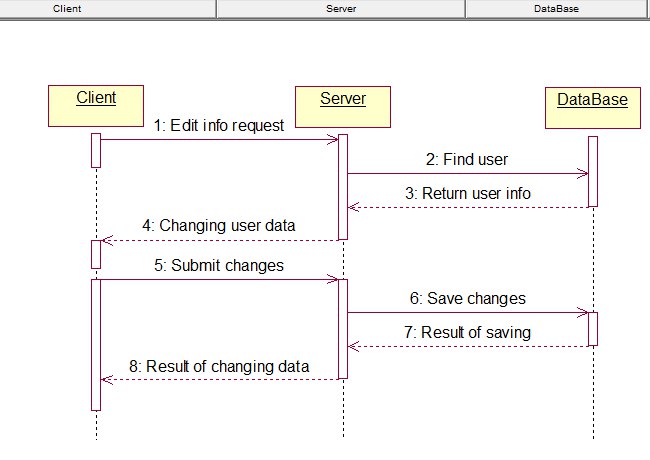 Client
Server
DataBase
Client
Server
DataBase
1: Edit info request
2: Find user
3: Return user info
4: Changing user data
5: Submit changes
6: Save changes
7: Result of saving
8: Result of changing data